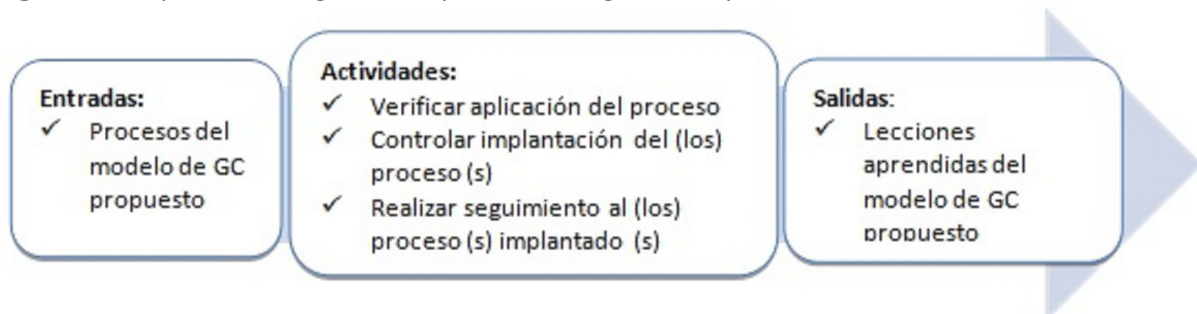 Entradas:
✓ Procesos del
modelo de GC
propuesto
Actividades:
✓ Verificar aplicación del proceso
✓ Controlar implantación del (los)
proceso (s)
✓ Realizar seguimiento al (los)
proceso (s) implantado (s)
Salidas:
✓ Lecciones
aprendidas del
modelo de GC
propuesto